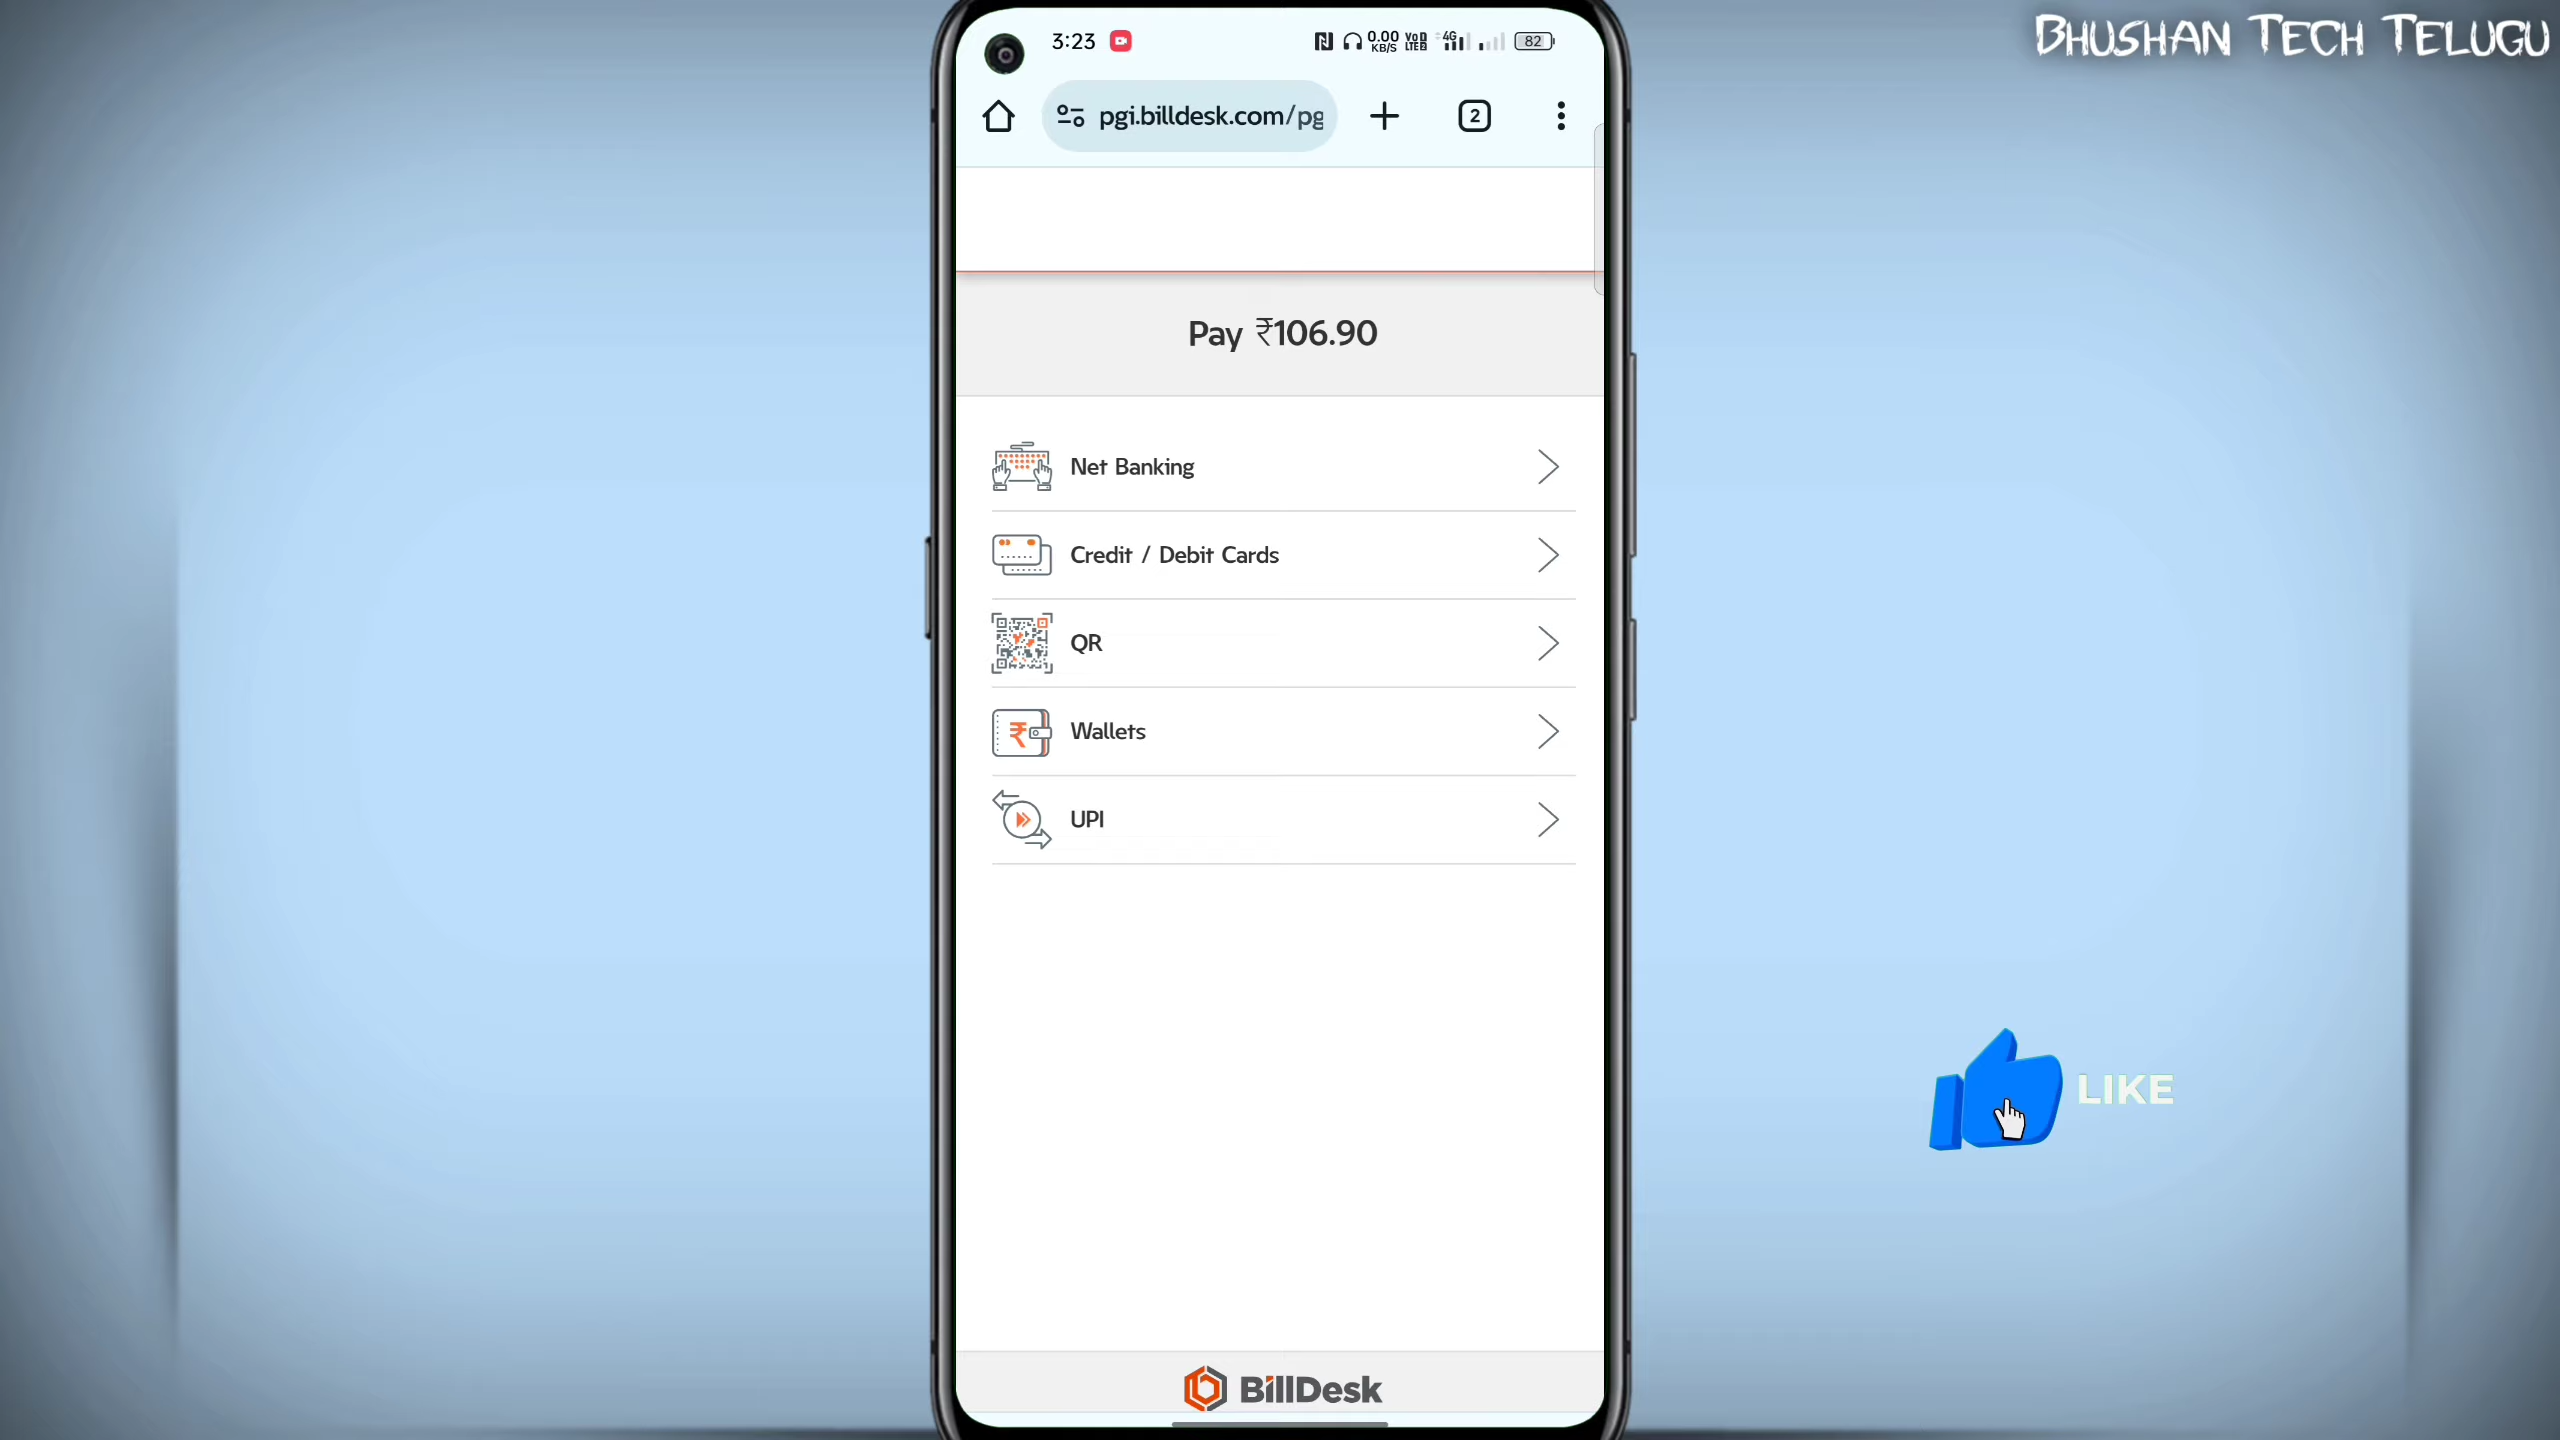 BHUSHAN TECH TELUGU
3:23
0.00
KB/S
4G
82
pgi.billdesk.com/pg
2
Pay ₹106.90
Net Banking
Credit / Debit Cards
QR
Wallets
UPI
LIKE
BillDesk